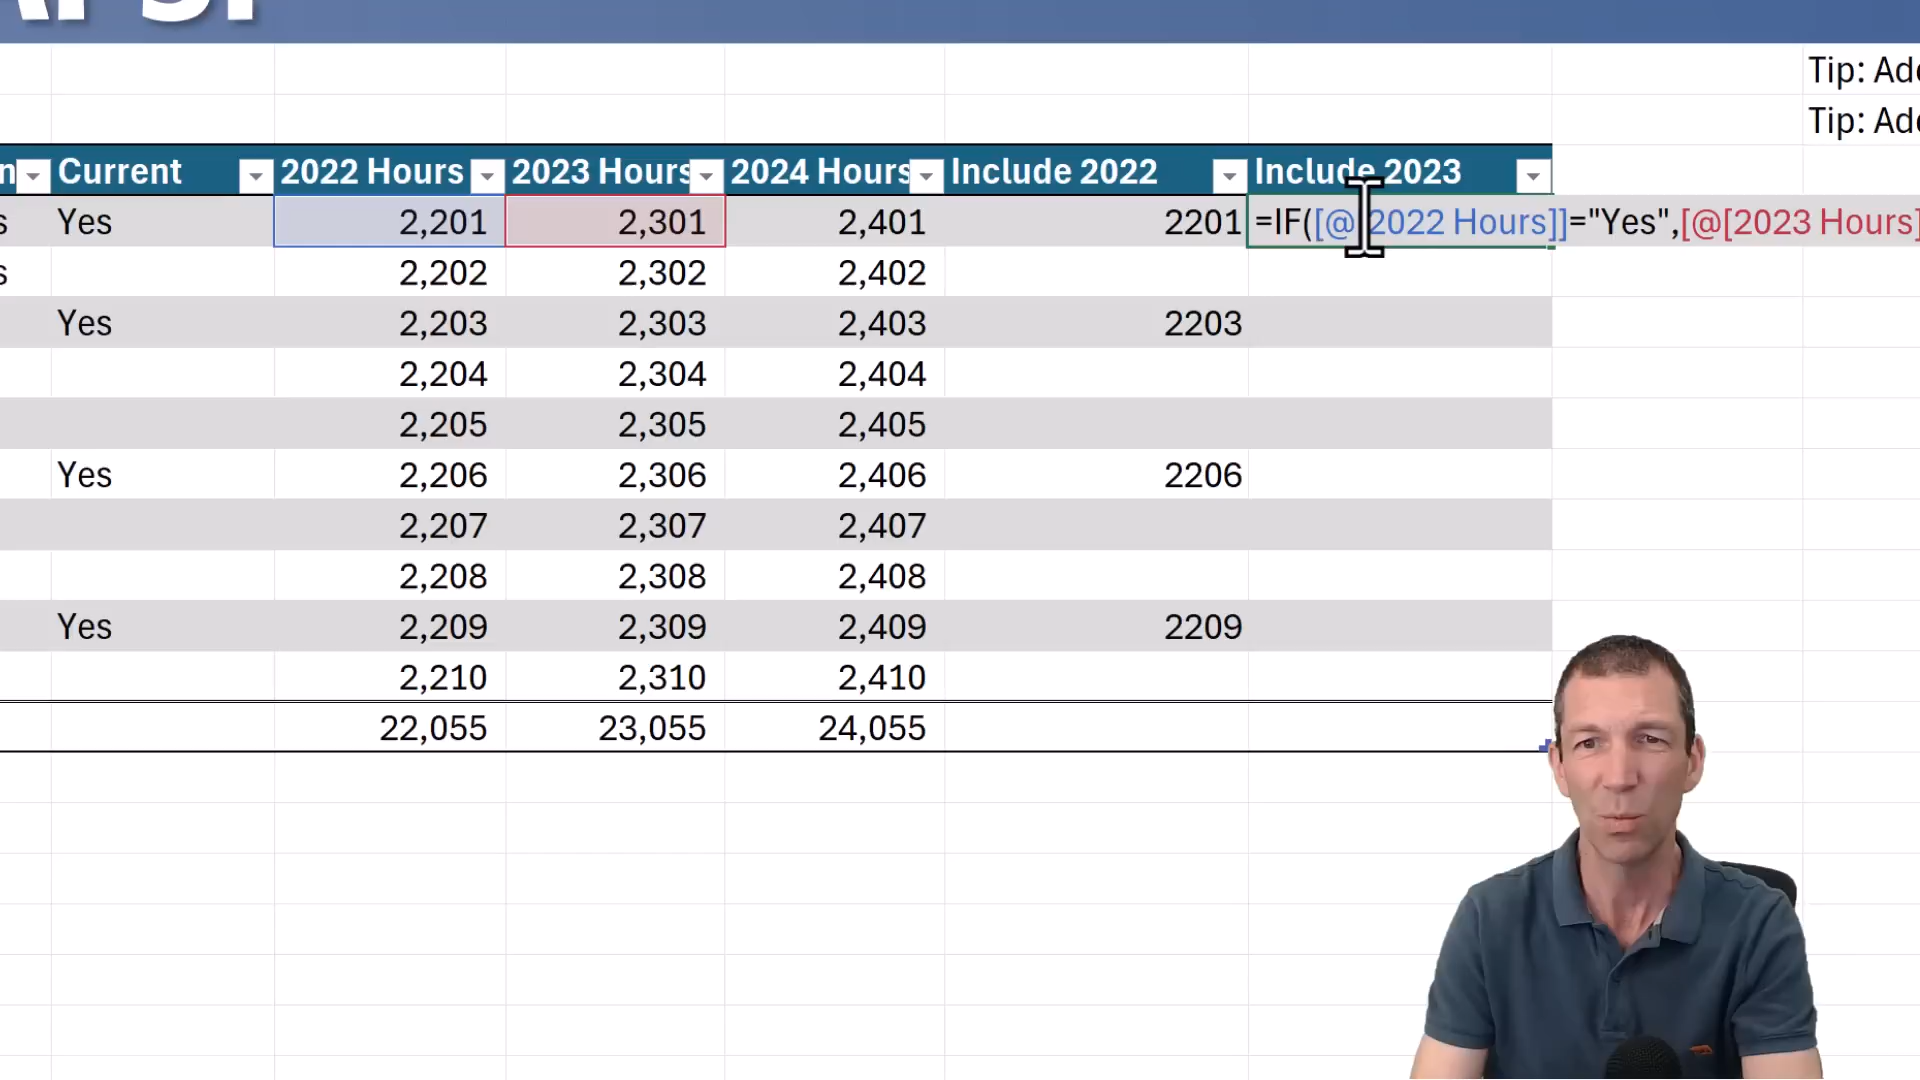 Tip: Ad
Tip: Ad
n Current 2022 Hours 2023 Hours 2024 Hours Include 2022 Include 2023
s Yes 2,201 2,301 2,401 2201 =IF([@[2022 Hours]]="Yes",[@[2023 Hours]
s 2,202 2,302 2,402
Yes 2,203 2,303 2,403 2203
2,204 2,304 2,404
2,205 2,305 2,405
Yes 2,206 2,306 2,406 2206
2,207 2,307 2,407
2,208 2,308 2,408
Yes 2,209 2,309 2,409 2209
2,210 2,310 2,410
22,055 23,055 24,055